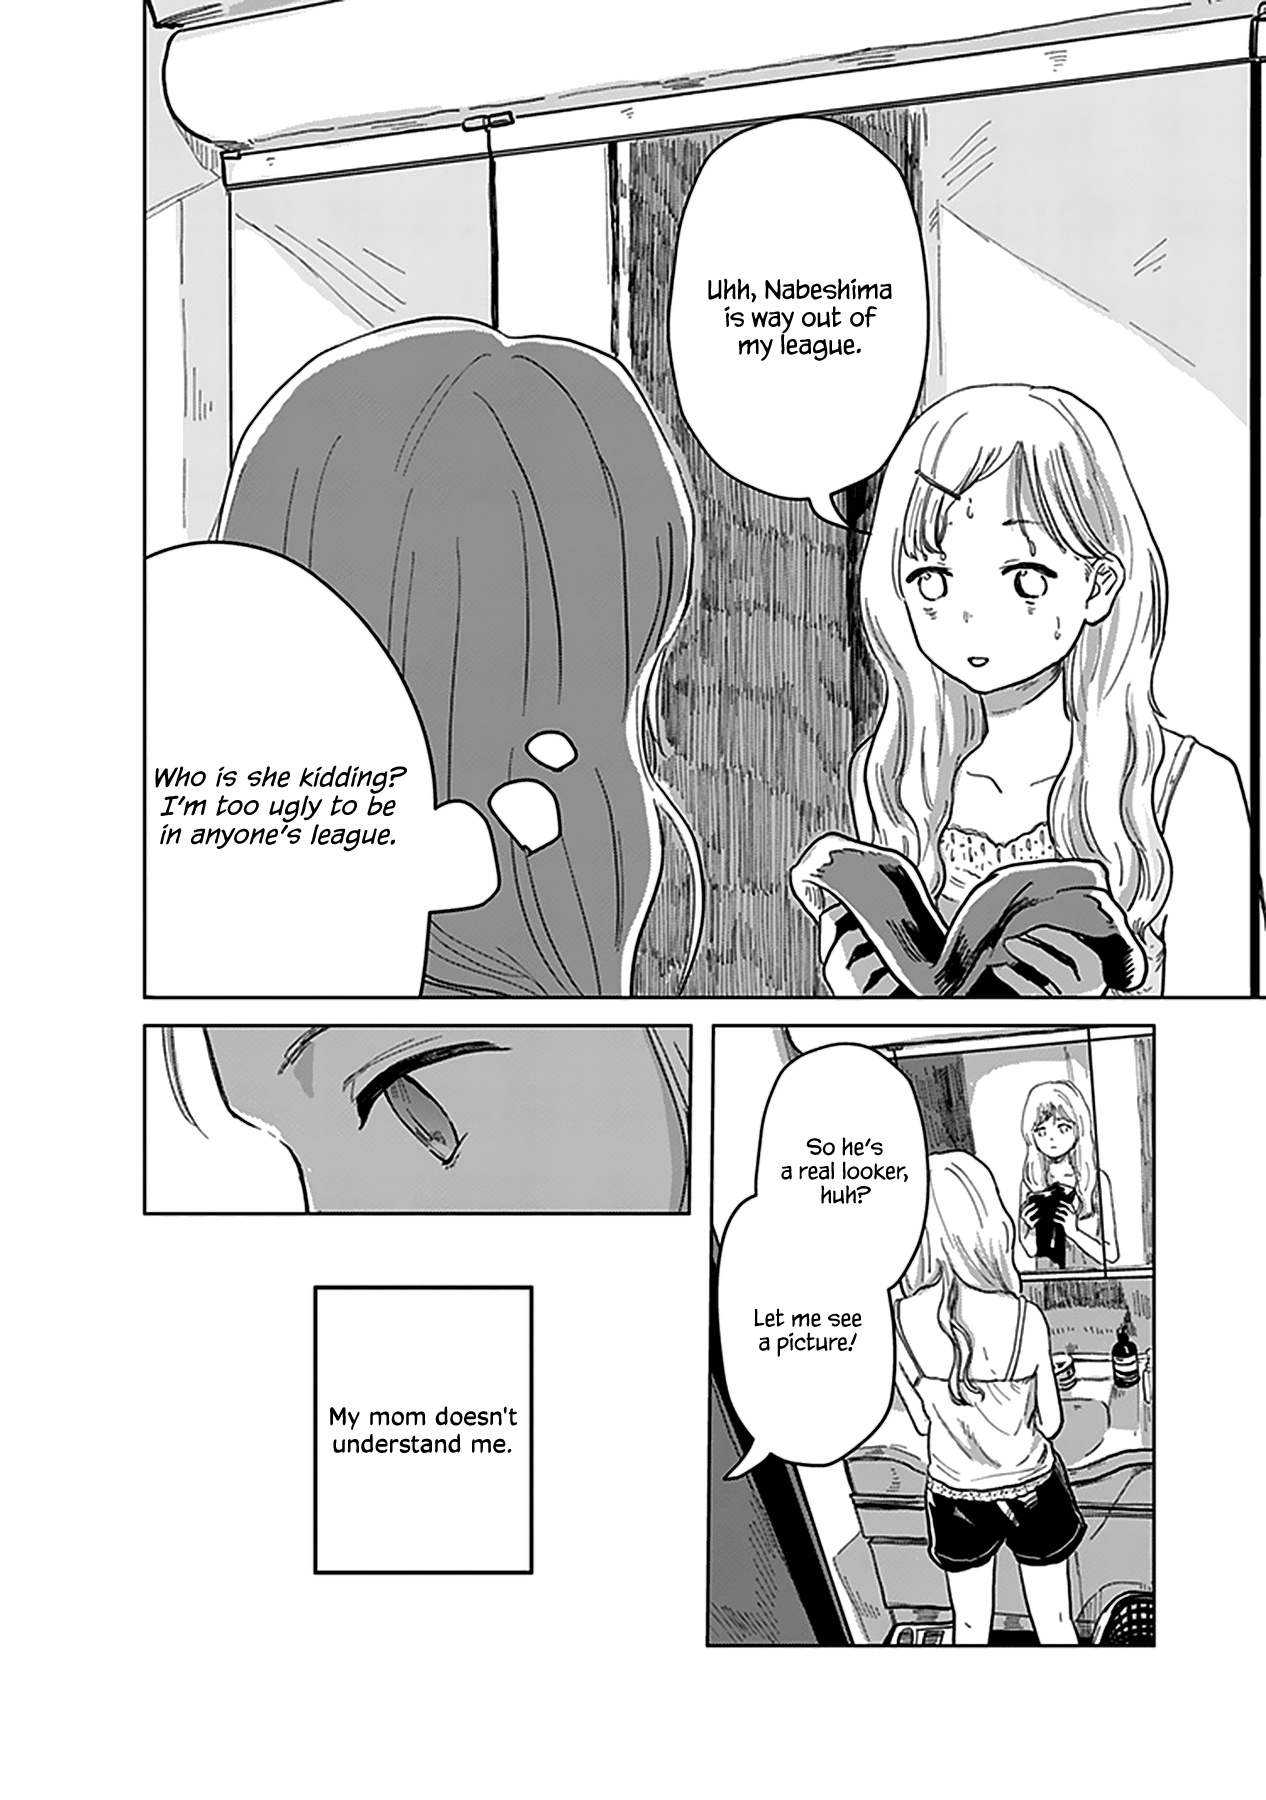 Uhh, Nabeshima
is way out of
my league.
Who is she kidding?
I'm too ugly to be
in anyone's league.
So he's
a real looker,
huh?
Let me see
a picture!
My mom doesn't
understand me.